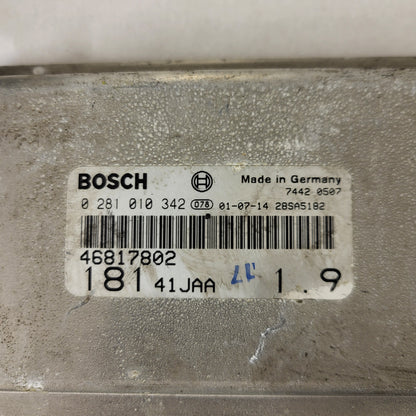 BOSCH Made in Germany
7442 0507
0 281 010 342 078 01-07-14 28SA5182
46817802
181 41JAA 1.9